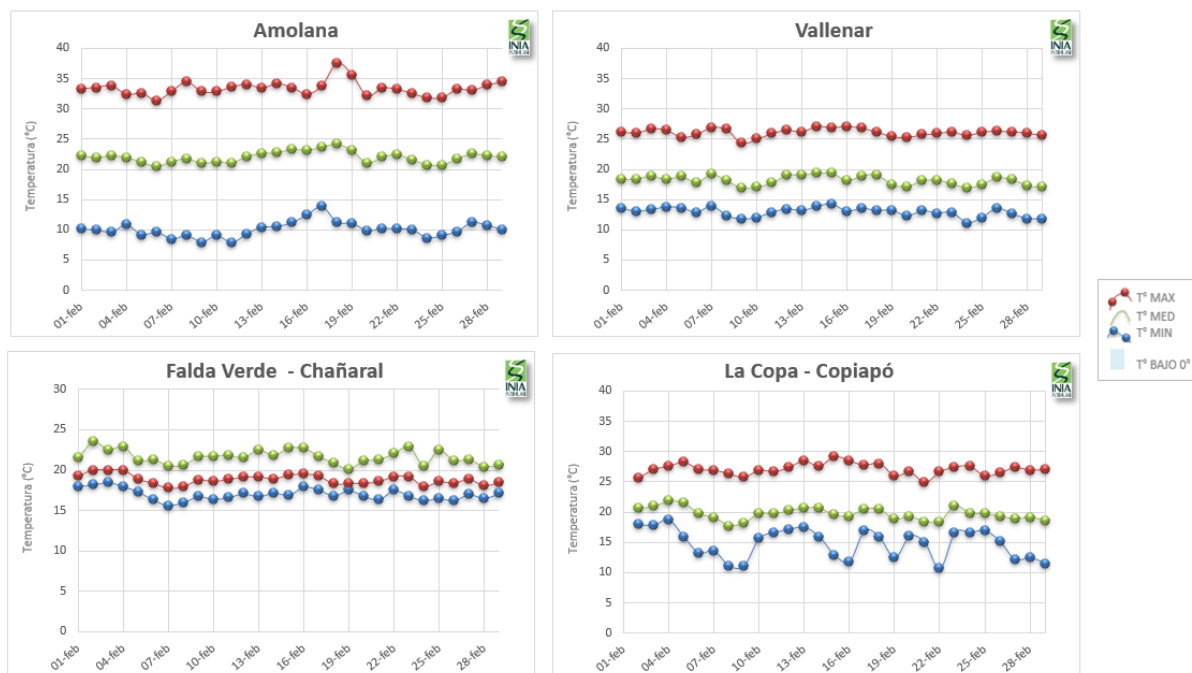 Amolana
INIA
INTIHUASI
Temperatura (°C)
40
35
30
25
20
15
10
5
0
01-feb
04-feb
07-feb
10-feb
13-feb
16-feb
19-feb
22-feb
25-feb
28-feb
Vallenar
INIA
INTIHUASI
Temperatura (°C)
40
35
30
25
20
15
10
5
0
01-feb
04-feb
07-feb
10-feb
13-feb
16-feb
19-feb
22-feb
25-feb
28-feb
T° MAX
T° MED
T° MIN
T° BAJO 0°
Falda Verde - Chañaral
INIA
INTIHUASI
Temperatura (°C)
30
25
20
15
10
5
0
01-feb
04-feb
07-feb
10-feb
13-feb
16-feb
19-feb
22-feb
25-feb
28-feb
La Copa - Copiapó
INIA
INTIHUASI
Temperatura (°C)
40
35
30
25
20
15
10
5
0
01-feb
04-feb
07-feb
10-feb
13-feb
16-feb
19-feb
22-feb
25-feb
28-feb